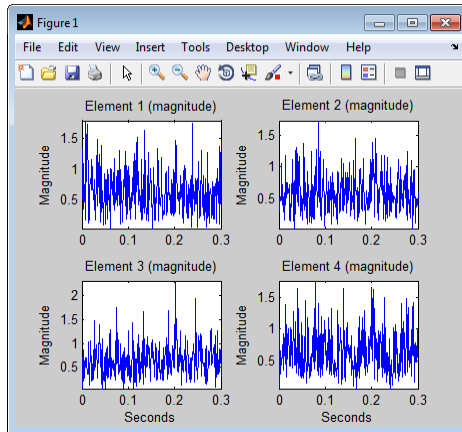 Figure 1
File Edit View Insert Tools Desktop Window Help
Element 1 (magnitude)
Magnitude
1.5
1
0.5
0 0.1 0.2 0.3
Element 2 (magnitude)
Magnitude
1.5
1
0.5
0 0.1 0.2 0.3
Element 3 (magnitude)
Magnitude
2
1.5
1
0.5
0 0.1 0.2 0.3
Seconds
Element 4 (magnitude)
Magnitude
1.5
1
0.5
0 0.1 0.2 0.3
Seconds